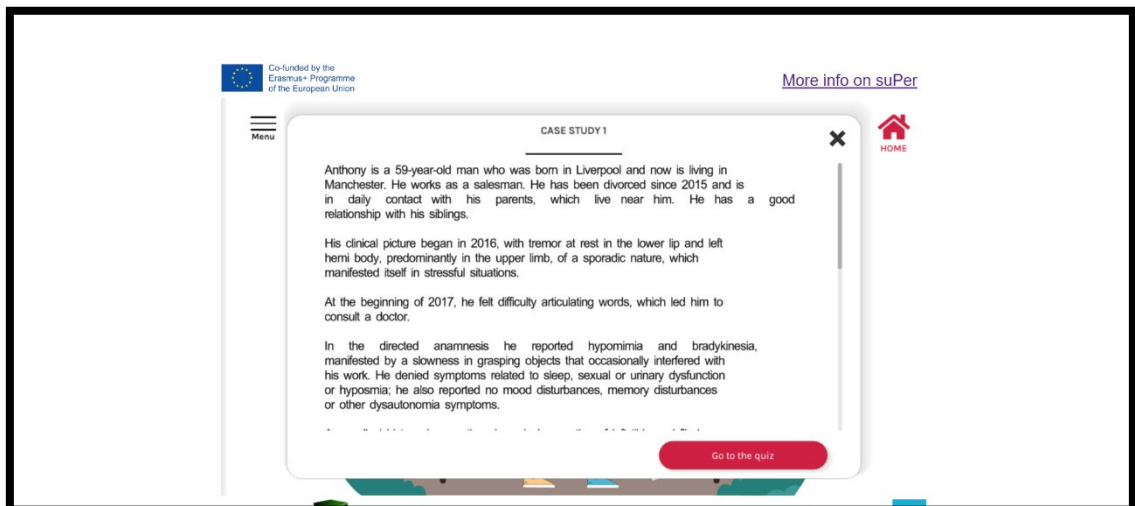 Co-funded by the
Erasmus+ Programme
of the European Union
More info on suPer
Menu
CASE STUDY 1
HOME
Anthony is a 59-year-old man who was born in Liverpool and now is living in
Manchester. He works as a salesman. He has been divorced since 2015 and is
in daily contact with his parents, which live near him. He has a good
relationship with his siblings.
His clinical picture began in 2016, with tremor at rest in the lower lip and left
hemi body, predominantly in the upper limb, of a sporadic nature, which
manifested itself in stressful situations.
At the beginning of 2017, he felt difficulty articulating words, which led him to
consult a doctor.
In the directed anamnesis he reported hypomimia and bradykinesia,
manifested by a slowness in grasping objects that occasionally interfered with
his work. He denied symptoms related to sleep, sexual or urinary dysfunction
or hyposmia; he also reported no mood disturbances, memory disturbances
or other dysautonomia symptoms.
Go to the quiz